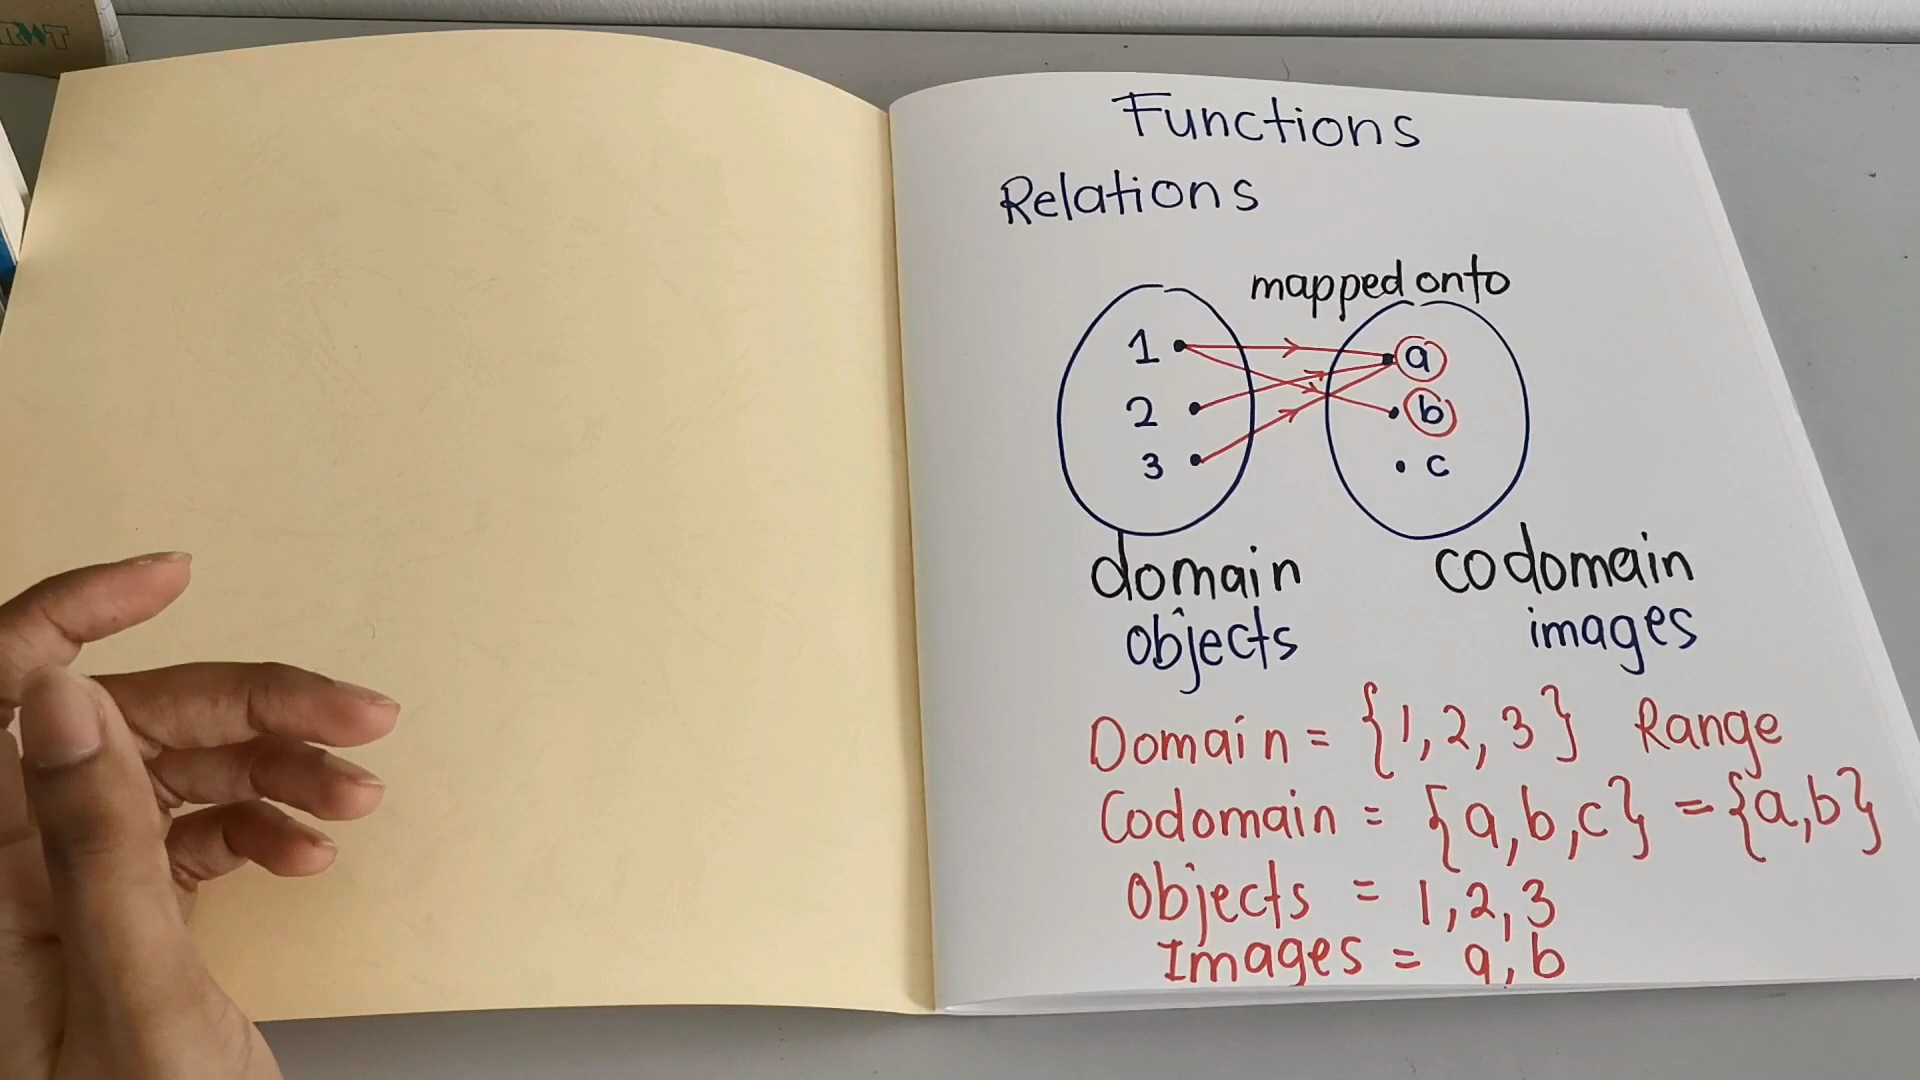 Functions
Relations
mapped onto
1 a
2 b
3 c
domain codomain
objects images
Domain = {1, 2, 3} Range
Codomain = {a, b, c} = {a, b}
Objects = 1, 2, 3
Images = a, b